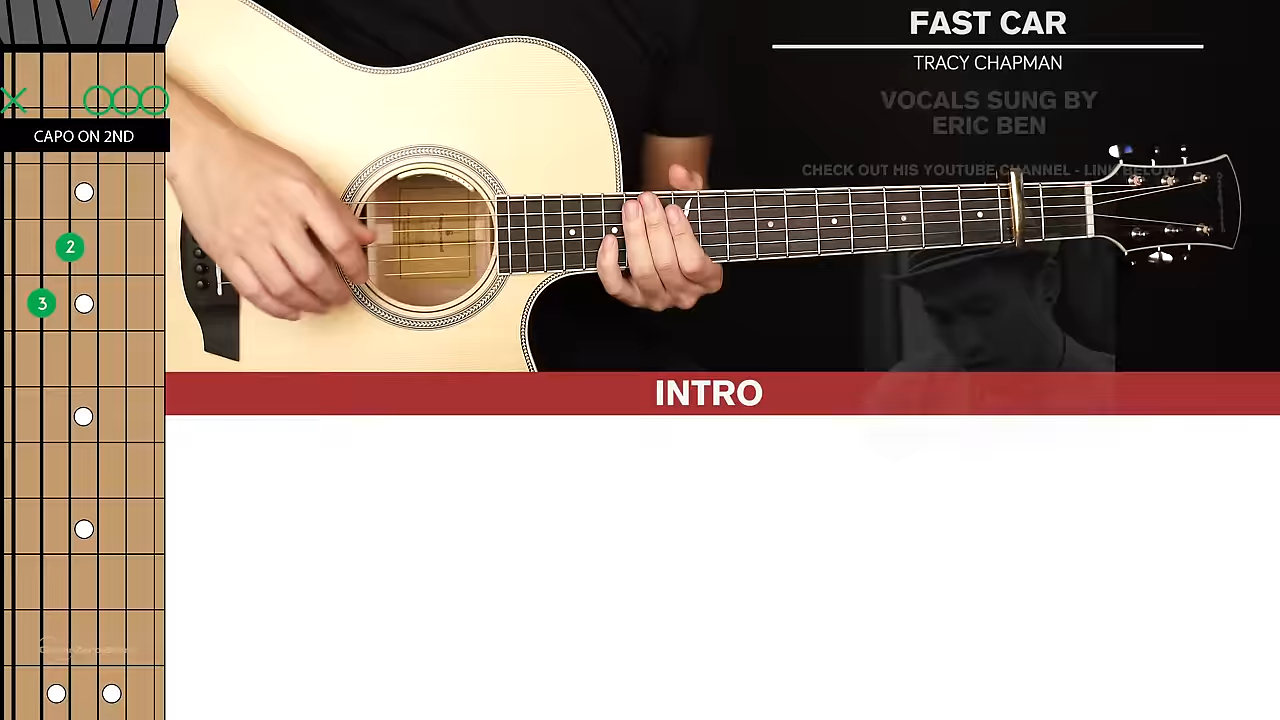 FAST CAR
TRACY CHAPMAN
VOCALS SUNG BY
ERIC BEN
CHECK OUT HIS YOUTUBE CHANNEL - LINK BELOW
CAPO ON 2ND
2
3
INTRO